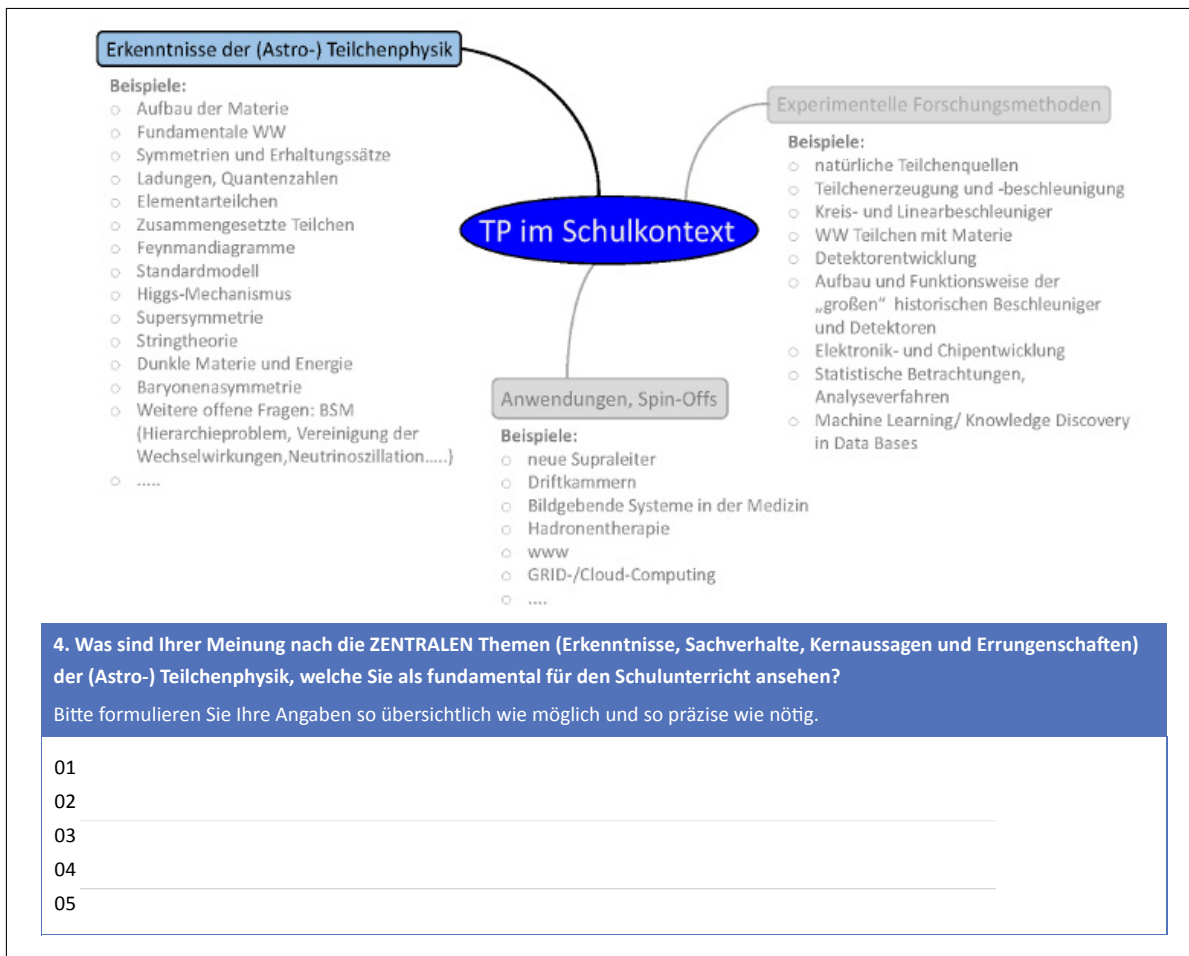 Erkenntnisse der (Astro-) Teilchenphysik
Beispiele:
○ Aufbau der Materie
○ Fundamentale WW
○ Symmetrien und Erhaltungssätze
○ Ladungen, Quantenzahlen
○ Elementarteilchen
○ Zusammengesetzte Teilchen
○ Feynmandiagramme
○ Standardmodell
○ Higgs-Mechanismus
○ Supersymmetrie
○ Stringtheorie
○ Dunkle Materie und Energie
○ Baryonenasymmetrie
○ Weitere offene Fragen: BSM
(Hierarchieproblem, Vereinigung der
Wechselwirkungen,Neutrinoszillation.....)
○ .....
TP im Schulkontext
Experimentelle Forschungsmethoden
Beispiele:
○ natürliche Teilchenquellen
○ Teilchenerzeugung und -beschleunigung
○ Kreis- und Linearbeschleuniger
○ WW Teilchen mit Materie
○ Detektorentwicklung
○ Aufbau und Funktionsweise der
„großen“ historischen Beschleuniger
und Detektoren
○ Elektronik- und Chipentwicklung
○ Statistische Betrachtungen,
Analyseverfahren
○ Machine Learning/ Knowledge Discovery
in Data Bases
Anwendungen, Spin-Offs
Beispiele:
○ neue Supraleiter
○ Driftkammern
○ Bildgebende Systeme in der Medizin
○ Hadronentherapie
○ www
○ GRID-/Cloud-Computing
○ ....
4. Was sind Ihrer Meinung nach die ZENTRALEN Themen (Erkenntnisse, Sachverhalte, Kernaussagen und Errungenschaften)
der (Astro-) Teilchenphysik, welche Sie als fundamental für den Schulunterricht ansehen?
Bitte formulieren Sie Ihre Angaben so übersichtlich wie möglich und so präzise wie nötig.
01
02
03
04
05